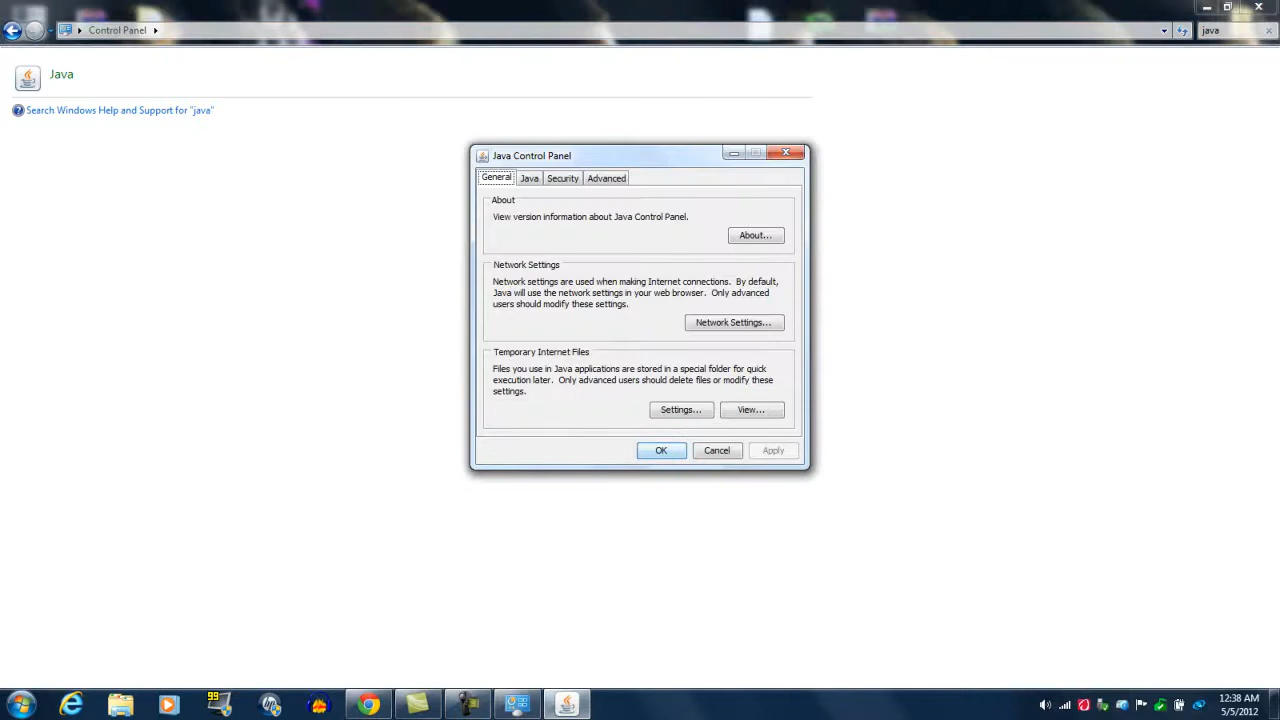 Control Panel
java
Java
Search Windows Help and Support for "java"
Java Control Panel
General Java Security Advanced
About
View version information about Java Control Panel.
About...
Network Settings
Network settings are used when making Internet connections. By default,
Java will use the network settings in your web browser. Only advanced
users should modify these settings.
Network Settings...
Temporary Internet Files
Files you use in Java applications are stored in a special folder for quick
execution later. Only advanced users should delete files or modify these
settings.
Settings... View...
OK Cancel Apply
99
12:38 AM
5/5/2012